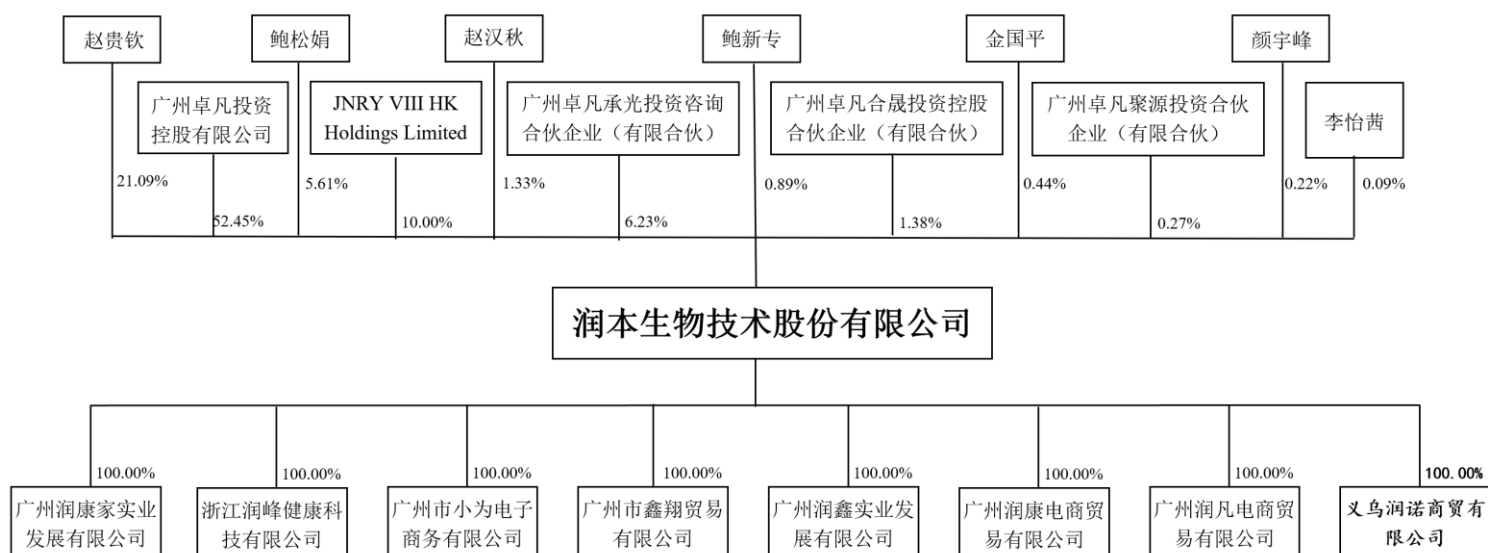 赵贵钦
鲍松娟
赵汉秋
鲍新专
金国平
颜宇峰
广州卓凡投资
控股有限公司
JNRY VIII HK
Holdings Limited
广州卓凡承光投资咨询
合伙企业（有限合伙）
广州卓凡合晟投资控股
合伙企业（有限合伙）
广州卓凡聚源投资合伙
企业（有限合伙）
李怡茜
21.09%
5.61%
1.33%
0.89%
0.44%
0.22%
0.09%
52.45%
10.00%
6.23%
1.38%
0.27%
润本生物技术股份有限公司
100.00%
100.00%
100.00%
100.00%
100.00%
100.00%
100.00%
100.00%
广州润康家实业
发展有限公司
浙江润峰健康科
技有限公司
广州市小为电子
商务有限公司
广州市鑫翔贸易
有限公司
广州润鑫实业发
展有限公司
广州润康电商贸
易有限公司
广州润凡电商贸
易有限公司
义乌润诺商贸有
限公司